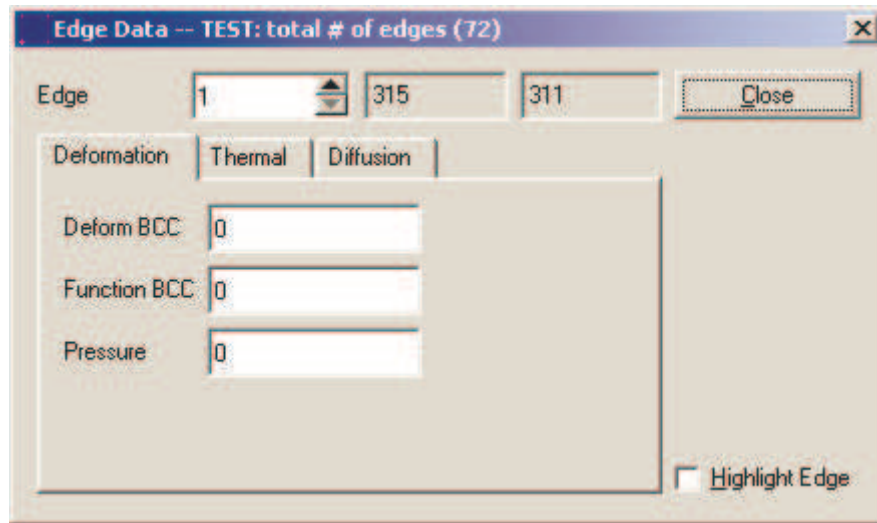 Edge Data -- TEST: total # of edges (72)
Edge 1 315 311 Close
Deformation Thermal Diffusion
Deform BCC 0
Function BCC 0
Pressure 0
Highlight Edge